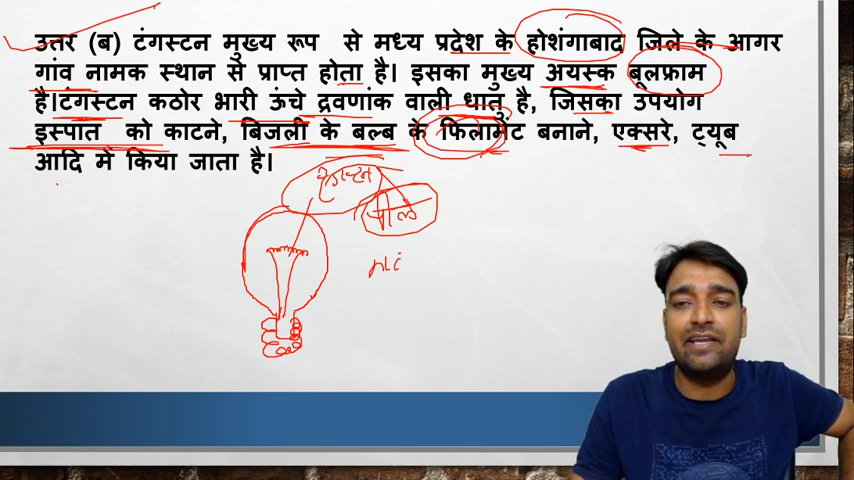 उत्तर (ब) टंगस्टन मुख्य रूप से मध्य प्रदेश के होशंगाबाद जिले के आगर
गांव नामक स्थान से प्राप्त होता है। इसका मुख्य अयस्क बूलफ्राम
है।टंगस्टन कठोर भारी ऊंचे द्रवणांक वाली धातु है, जिसका उपयोग
इस्पात को काटने, बिजली के बल्ब के फिलामेंट बनाने, एक्सरे, ट्यूब
आदि में किया जाता है।